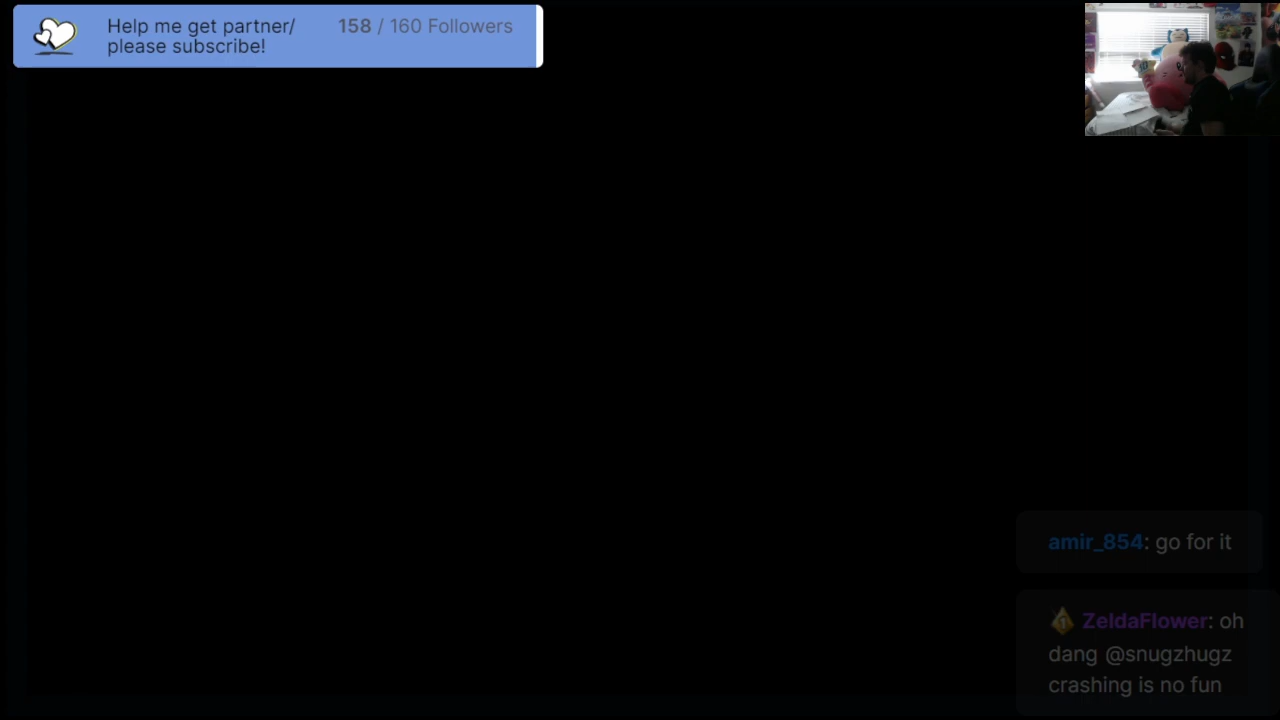 Help me get partner/
please subscribe!
158 / 160 Followers
amir_854: go for it
ZeldaFlower: oh
dang @snugzhugz
crashing is no fun